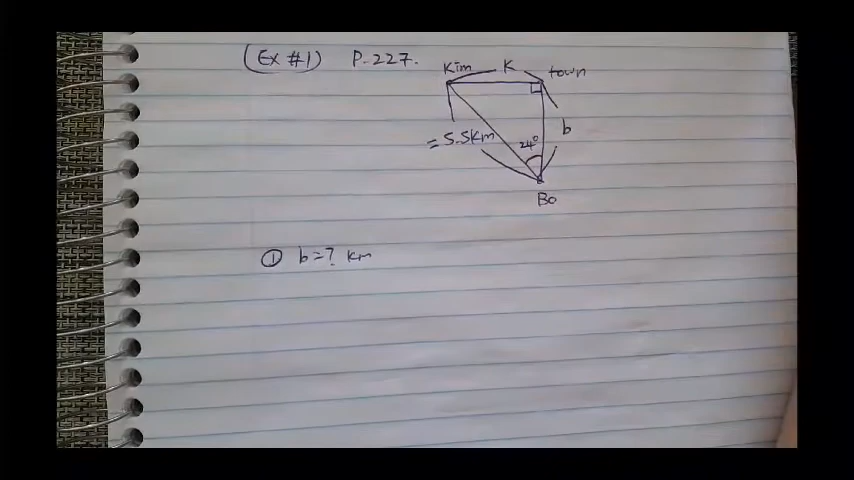 (Ex #1) P.227.
Kim K town
= 5.5km 24° b
Bo
① b=? km